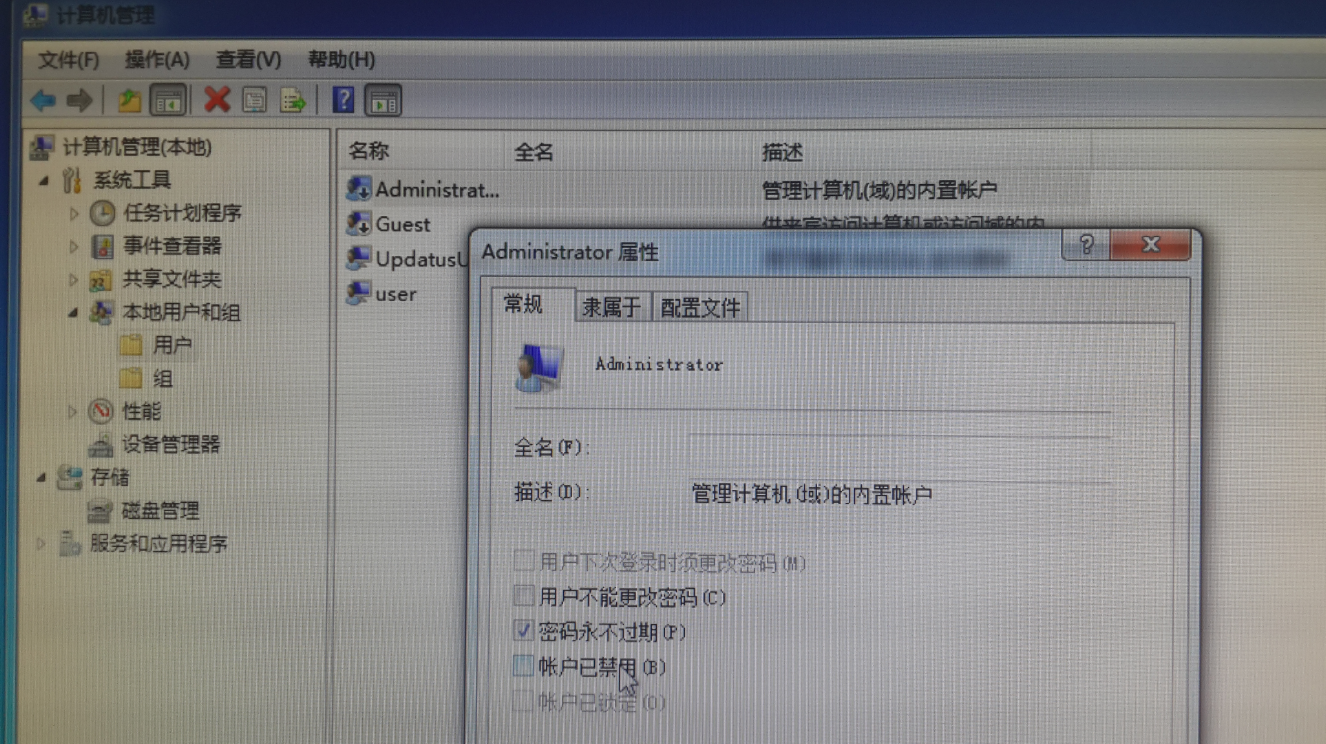 计算机管理
文件(F) 操作(A) 查看(V) 帮助(H)
?
计算机管理(本地)
系统工具
任务计划程序
事件查看器
共享文件夹
本地用户和组
用户
组
性能
设备管理器
存储
磁盘管理
服务和应用程序
名称 全名 描述
Administrat... 管理计算机(域)的内置帐户
Guest 供来宾访问计算机或访问域的内
UpdatusU
user
Administrator 属性
?
常规 隶属于 配置文件
Administrator
全名(F):
描述(D): 管理计算机(域)的内置帐户
用户下次登录时须更改密码(M)
用户不能更改密码(C)
密码永不过期(P)
帐户已禁用(B)
帐户已锁定(O)